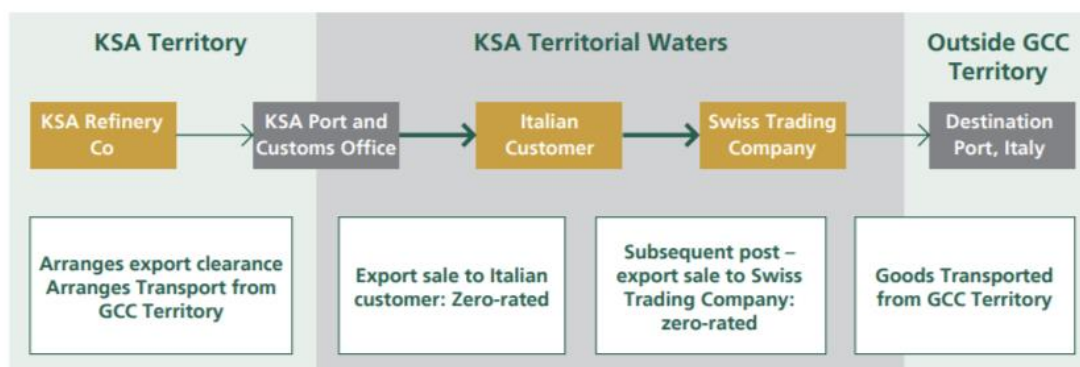 KSA Territory
KSA Territorial Waters
Outside GCC
Territory
KSA Refinery
Co
KSA Port and
Customs Office
Italian
Customer
Swiss Trading
Company
Destination
Port, Italy
Arranges export clearance
Arranges Transport from
GCC Territory
Export sale to Italian
customer: Zero-rated
Subsequent post –
export sale to Swiss
Trading Company:
zero-rated
Goods Transported
from GCC Territory